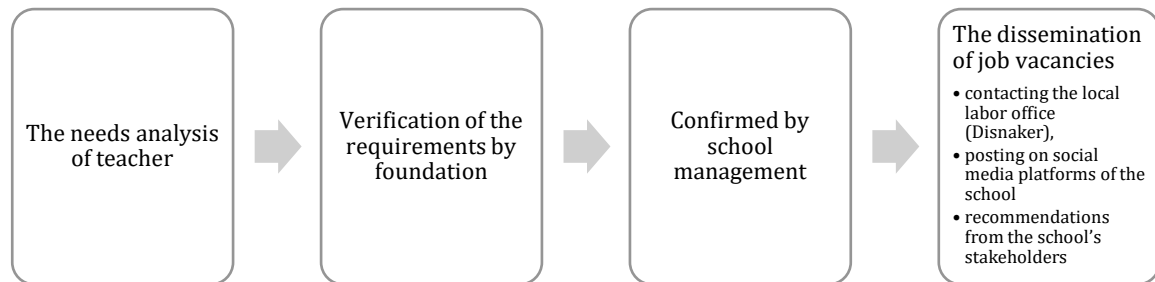 The needs analysis
of teacher
Verification of the
requirements by
foundation
Confirmed by
school
management
The dissemination
of job vacancies
• contacting the local
labor office
(Disnaker),
• posting on social
media platforms of the
school
• recommendations
from the school's
stakeholders